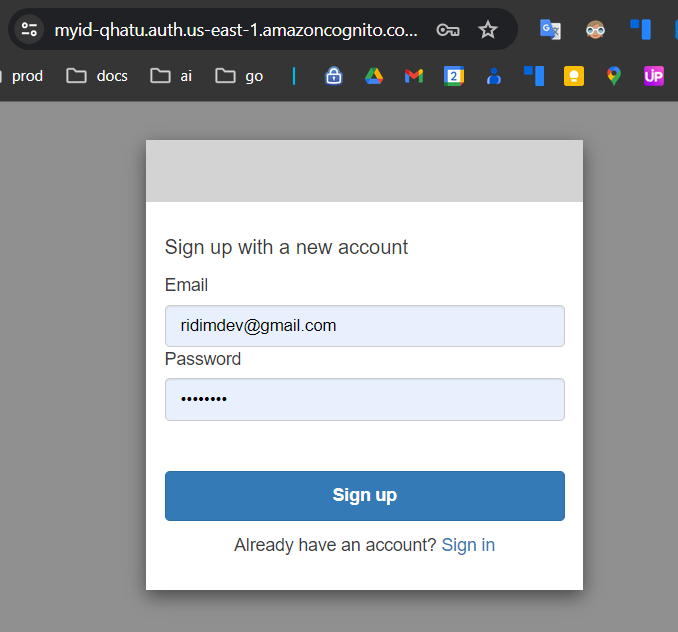 myid-qhatu.auth.us-east-1.amazoncognito.co...
prod docs ai go 2 UP
Sign up with a new account
Email
ridimdev@gmail.com
Password
••••••••
Sign up
Already have an account? Sign in